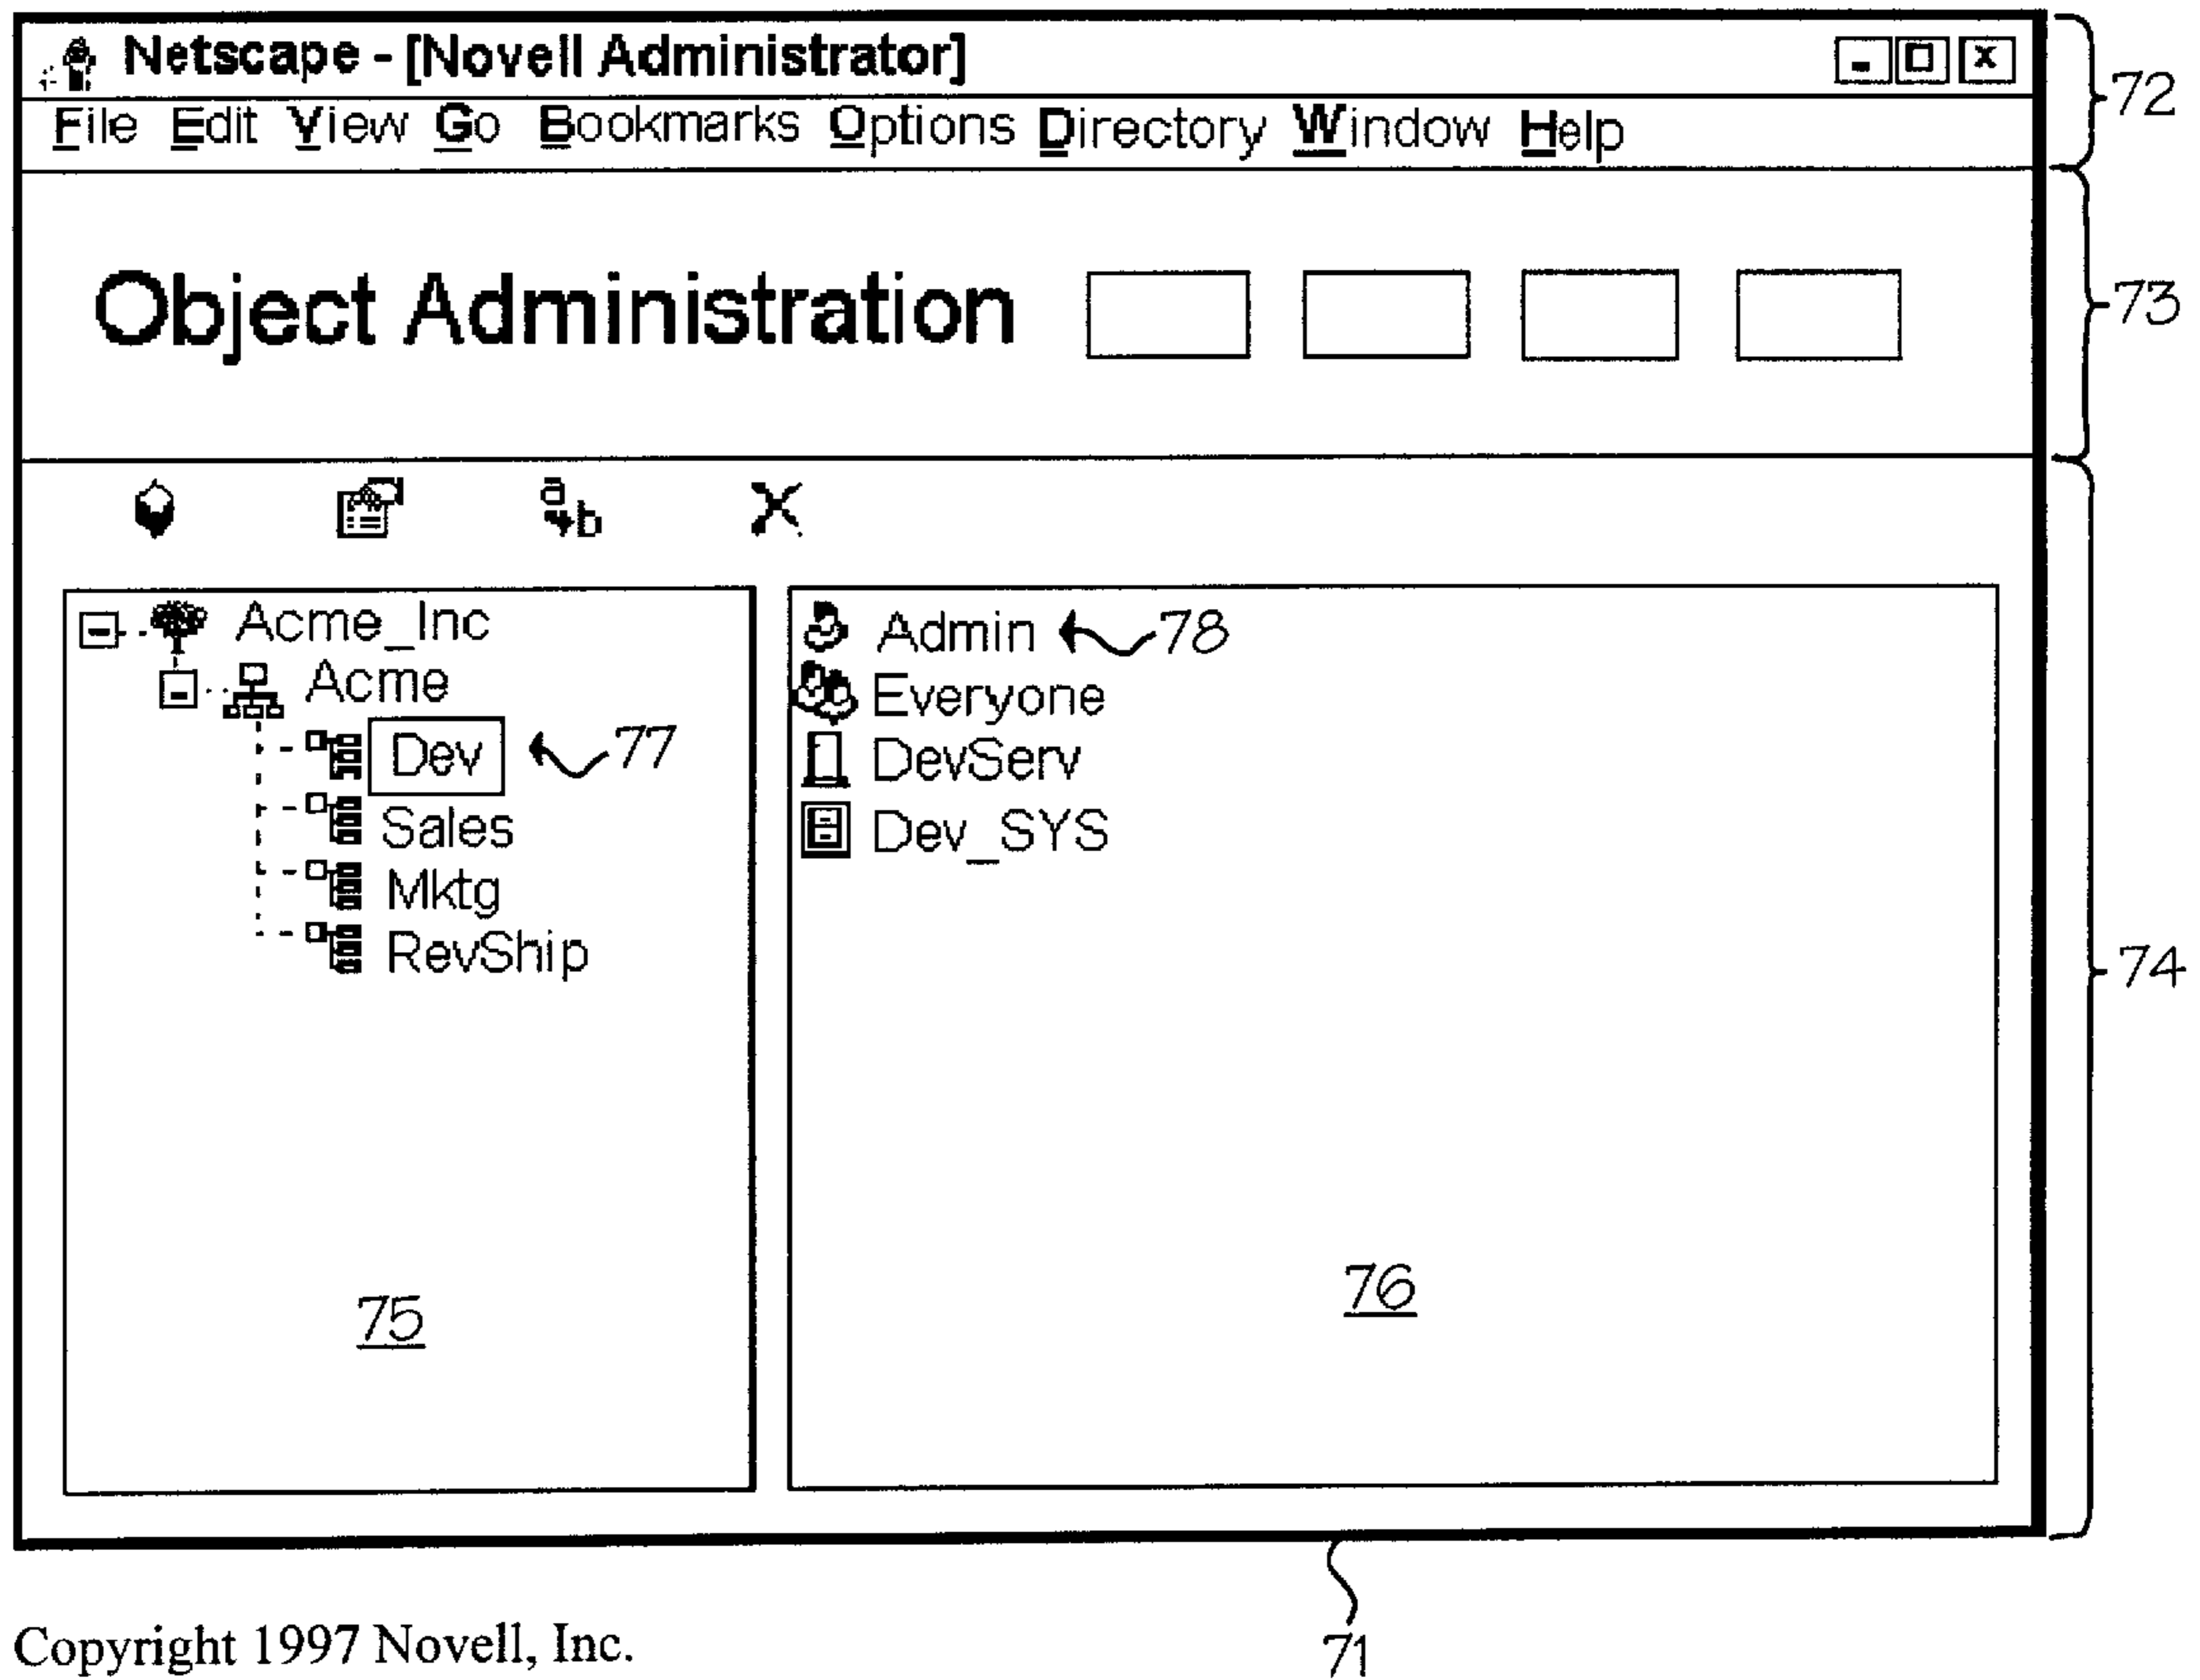 Netscape - [Novell Administrator]
72
File Edit View Go Bookmarks Options Directory Window Help
Object Administration
73
a
b
Acme_Inc
Acme
Dev
77
Sales
Mktg
RevShip
75
Admin
78
Everyone
DevServ
Dev_SYS
76
74
71
Copyright 1997 Novell, Inc.